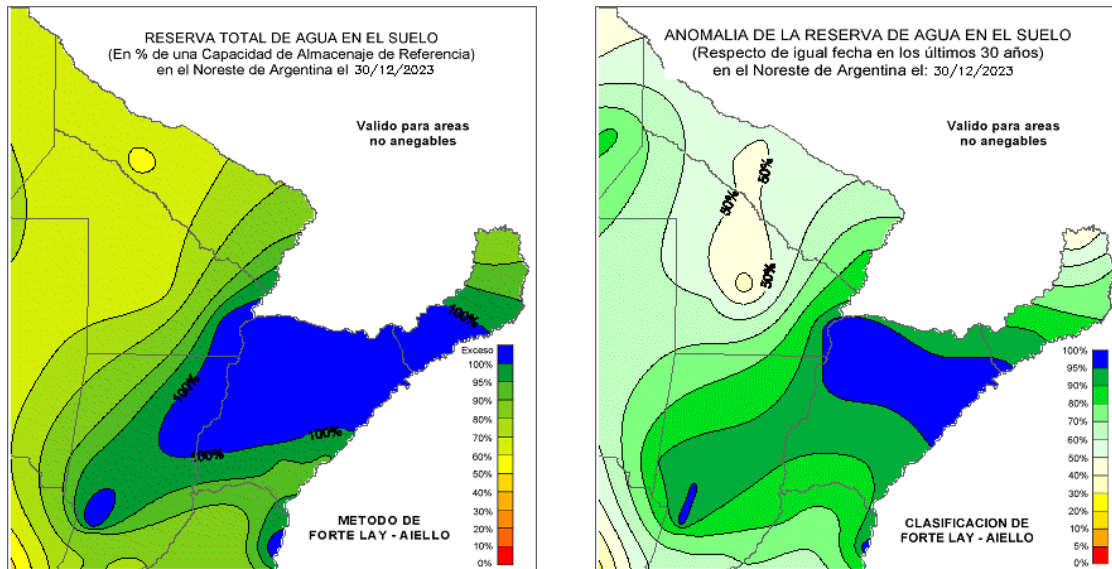 RESERVA TOTAL DE AGUA EN EL SUELO
(En % de una Capacidad de Almacenaje de Referencia)
en el Noreste de Argentina el 30/12/2023
Valido para areas
no anegables
100%
100%
100%
100%
Exceso
100%
95%
90%
80%
70%
60%
50%
40%
30%
20%
10%
0%
METODO DE
FORTE LAY - AIELLO
ANOMALIA DE LA RESERVA DE AGUA EN EL SUELO
(Respecto de igual fecha en los últimos 30 años)
en el Noreste de Argentina el: 30/12/2023
Valido para areas
no anegables
50%
50%
50%
100%
95%
90%
80%
70%
60%
50%
40%
30%
20%
10%
5%
0%
CLASIFICACION DE
FORTE LAY - AIELLO